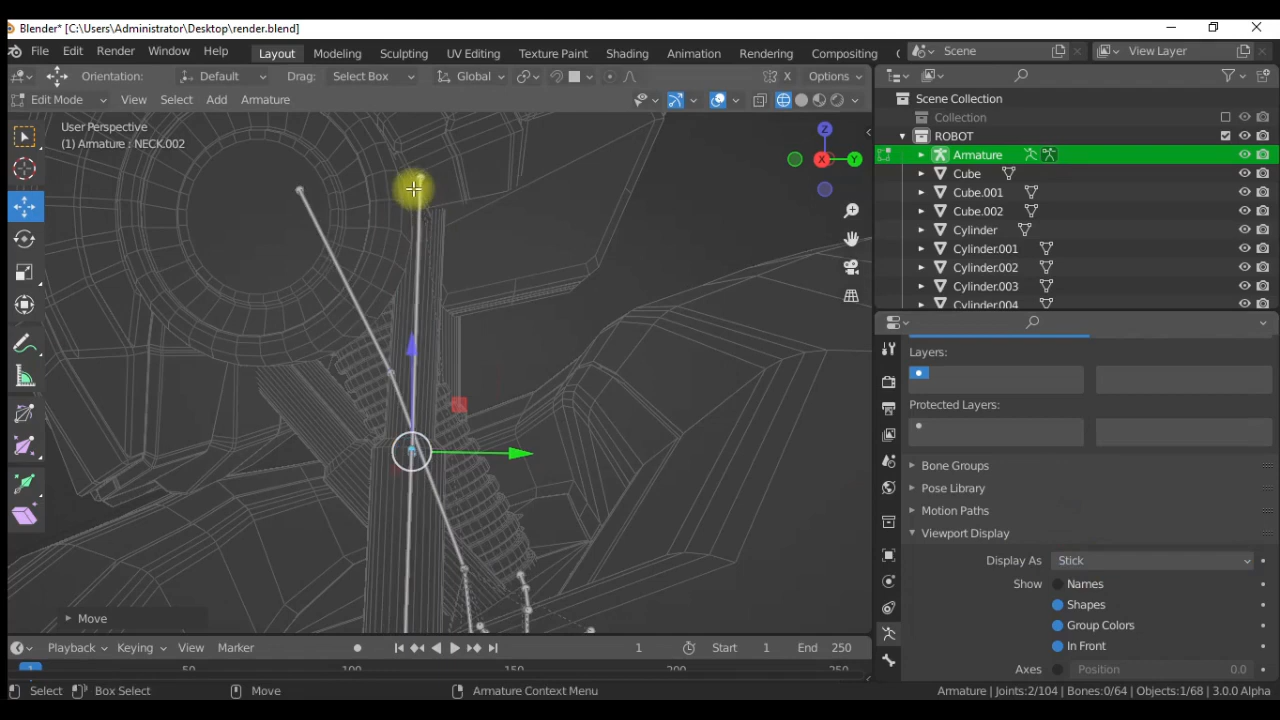 Blender* [C:\Users\Administrator\Desktop\render.blend]
File Edit Render Window Help Layout Modeling Sculpting UV Editing Texture Paint Shading Animation Rendering Compositing Scene View Layer
Orientation: Default Drag: Select Box Global X Options
Edit Mode View Select Add Armature
Scene Collection
Collection
ROBOT
Armature
Cube
Cube.001
Cube.002
Cylinder
Cylinder.001
Cylinder.002
Cylinder.003
Cylinder.004
User Perspective
(1) Armature : NECK.002
Z
X Y
Layers:
Protected Layers:
Bone Groups
Pose Library
Motion Paths
Viewport Display
Display As Stick
Show Names
Shapes
Group Colors
In Front
Axes Position 0.0
Move
Playback Keying View Marker 1 Start 1 End 250
1 50 100 150 200 250
Select Box Select Move Armature Context Menu Armature | Joints:2/104 | Bones:0/64 | Objects:1/68 | 3.0.0 Alpha